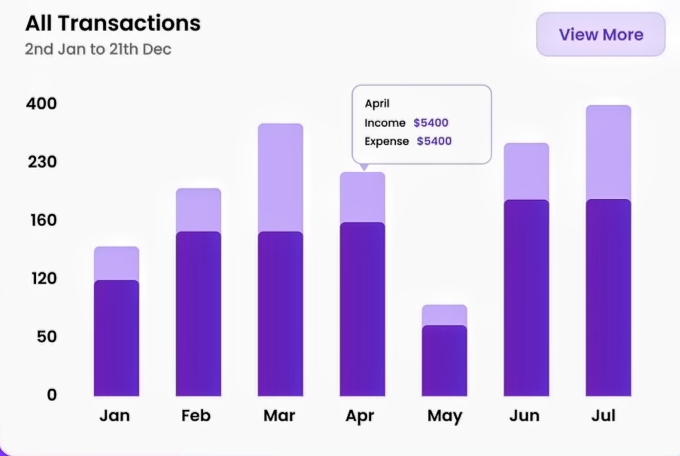 All Transactions
2nd Jan to 21th Dec
View More
400
230
160
120
50
0
April
Income $5400
Expense $5400
Jan Feb Mar Apr May Jun Jul